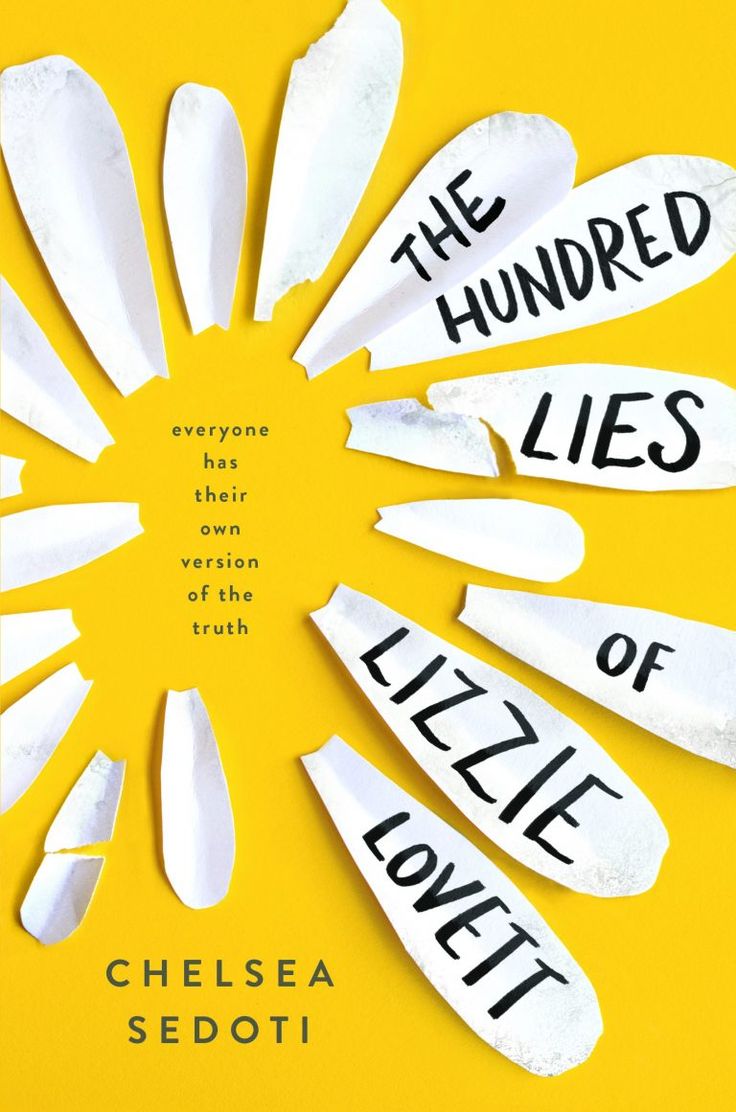 THE
HUNDRED
LIES
OF
LIZZIE
LOVETT
everyone
has
their
own
version
of the
truth
CHELSEA
SEDOTI